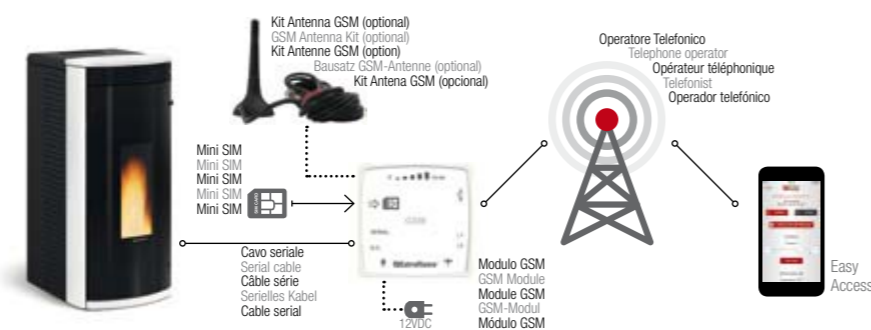 Kit Antenna GSM (optional)
GSM Antenna Kit (optional)
Kit Antenne GSM (option)
Bausatz GSM-Antenne (optional)
Kit Antena GSM (opcional)
Operatore Telefonico
Telephone operator
Opérateur téléphonique
Telefonist
Operador telefónico
Mini SIM
Mini SIM
Mini SIM
Mini SIM
Mini SIM
Cavo seriale
Serial cable
Câble série
Serielles Kabel
Cable serial
12VDC
Modulo GSM
GSM Module
Module GSM
GSM-Modul
Módulo GSM
Easy
Access